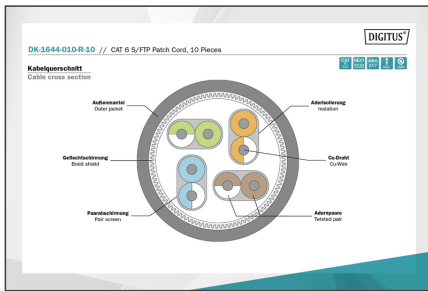 DIGITUS®
DK-1644-010-R-10 // CAT 6 S/FTP Patch Cord, 10 Pieces
Kabelquerschnitt
Cable cross section
Außenmantel
Outer jacket
Aderisolierung
Isolation
Geflechtschirmung
Braid shield
Cu-Draht
Cu-Wire
Paarabschirmung
Pair screen
Adernpaare
Twisted pair